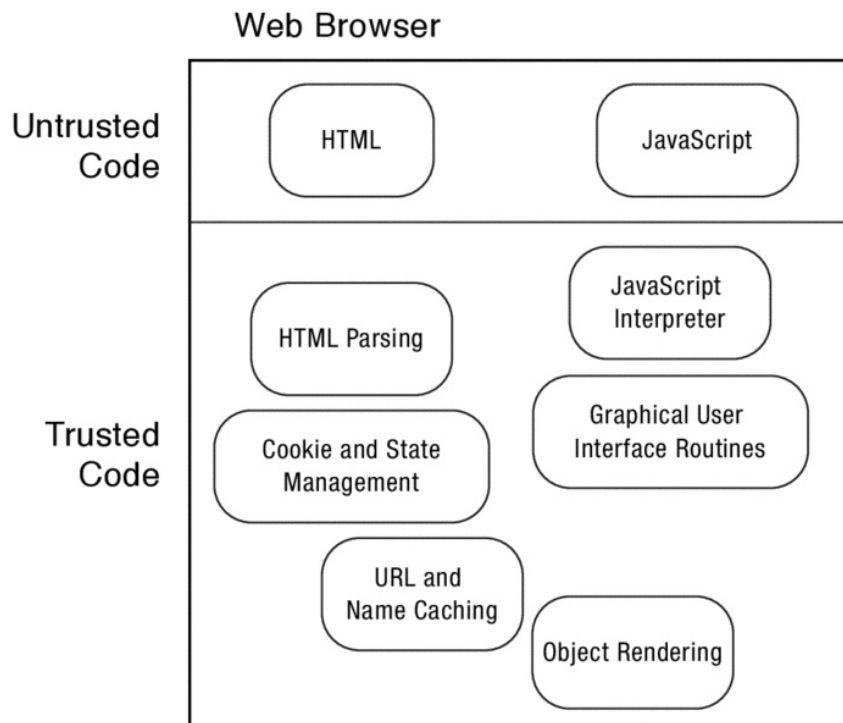 Web Browser
Untrusted
Code
HTML
JavaScript
JavaScript
Interpreter
HTML Parsing
Trusted
Code
Graphical User
Interface Routines
Cookie and State
Management
URL and
Name Caching
Object Rendering